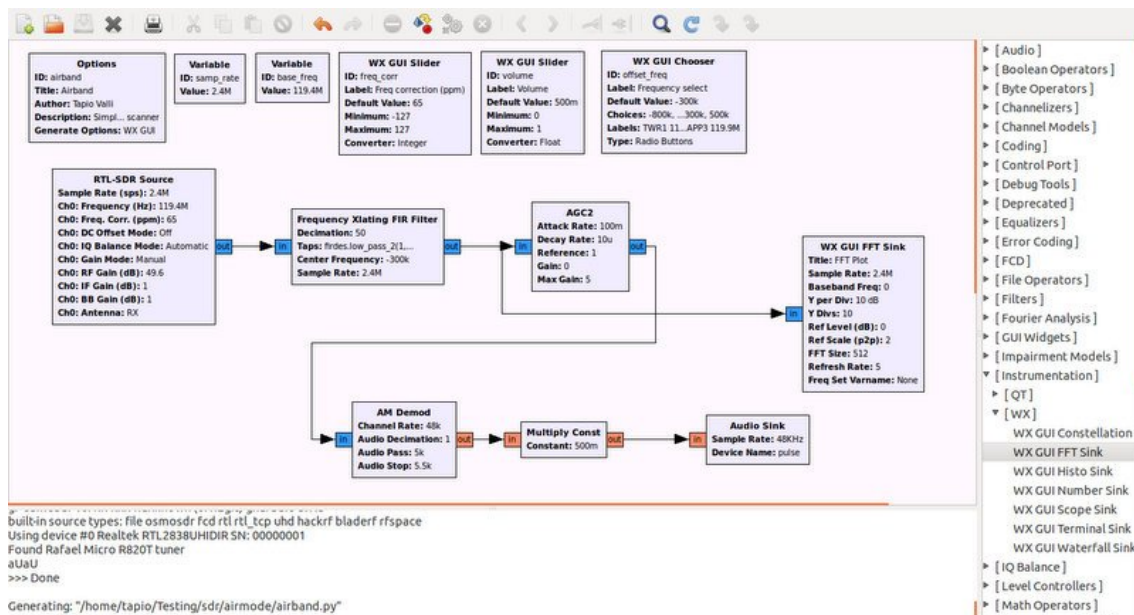 Options
ID: airband
Title: Airband
Author: Tapio Valli
Description: Simpl... scanner
Generate Options: WX GUI
Variable
ID: samp_rate
Value: 2.4M
Variable
ID: base_freq
Value: 119.4M
WX GUI Slider
ID: freq_corr
Label: Freq correction (ppm)
Default Value: 65
Minimum: -127
Maximum: 127
Converter: Integer
WX GUI Slider
ID: volume
Label: Volume
Default Value: 500m
Minimum: 0
Maximum: 1
Converter: Float
WX GUI Chooser
ID: offset_freq
Label: Frequency select
Default Value: -300k
Choices: -800k, ...300k, 500k
Labels: TWR1 11...APP3 119.9M
Type: Radio Buttons
RTL-SDR Source
Sample Rate (sps): 2.4M
Ch0: Frequency (Hz): 119.4M
Ch0: Freq. Corr. (ppm): 65
Ch0: DC Offset Mode: Off
Ch0: IQ Balance Mode: Automatic
Ch0: Gain Mode: Manual
Ch0: RF Gain (dB): 49.6
Ch0: IF Gain (dB): 1
Ch0: BB Gain (dB): 1
Ch0: Antenna: RX
out
in
Frequency Xlating FIR Filter
Decimation: 50
Taps: firdes.low_pass_2(1,...
Center Frequency: -300k
Sample Rate: 2.4M
out
in
AGC2
Attack Rate: 100m
Decay Rate: 10u
Reference: 1
Gain: 0
Max Gain: 5
out
in
WX GUI FFT Sink
Title: FFT Plot
Sample Rate: 2.4M
Baseband Freq: 0
Y per Div: 10 dB
Y Divs: 10
Ref Level (dB): 0
Ref Scale (p2p): 2
FFT Size: 512
Refresh Rate: 5
Freq Set Varname: None
in
AM Demod
Channel Rate: 48k
Audio Decimation: 1
Audio Pass: 5k
Audio Stop: 5.5k
out
in
Multiply Const
Constant: 500m
out
in
Audio Sink
Sample Rate: 48KHz
Device Name: pulse
built-in source types: file osmosdr fcd rtl rtl_tcp uhd hackrf bladerf rfspace
Using device #0 Realtek RTL2838UHIDIR SN: 00000001
Found Rafael Micro R820T tuner
aUaU
>>> Done
Generating: "/home/tapio/Testing/sdr/airmode/airband.py"
[ Audio ]
[ Boolean Operators ]
[ Byte Operators ]
[ Channelizers ]
[ Channel Models ]
[ Coding ]
[ Control Port ]
[ Debug Tools ]
[ Deprecated ]
[ Equalizers ]
[ Error Coding ]
[ FCD ]
[ File Operators ]
[ Filters ]
[ Fourier Analysis ]
[ GUI Widgets ]
[ Impairment Models ]
[ Instrumentation ]
[ QT ]
[ WX ]
WX GUI Constellation
WX GUI FFT Sink
WX GUI Histo Sink
WX GUI Number Sink
WX GUI Scope Sink
WX GUI Terminal Sink
WX GUI Waterfall Sink
[ IQ Balance ]
[ Level Controllers ]
[ Math Operators ]